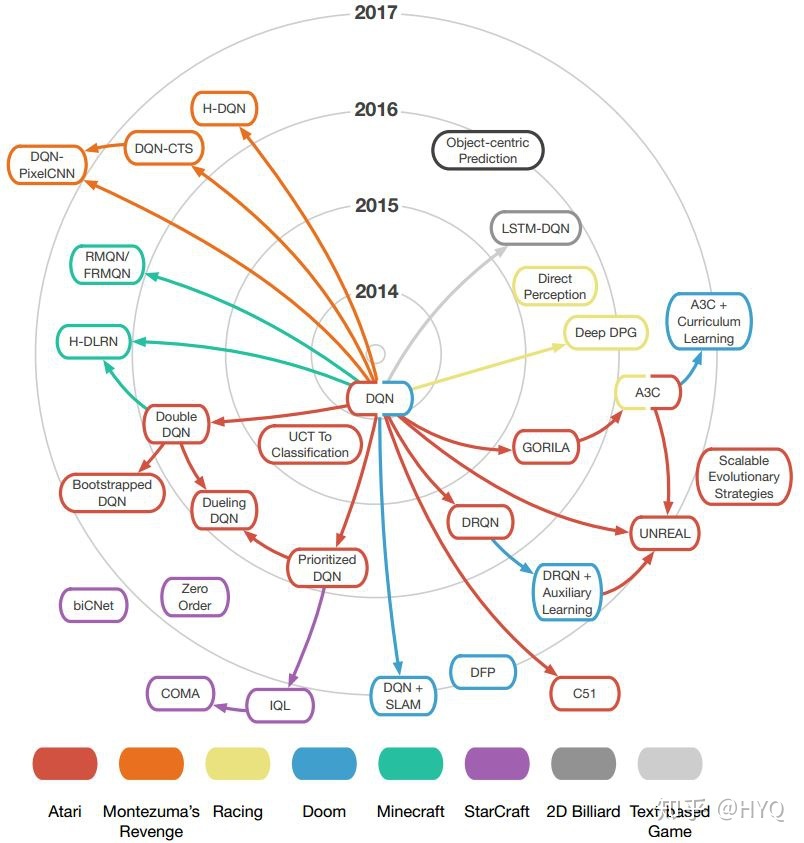 2017
2016
2015
2014
H-DQN
DQN-CTS
DQN-
PixelCNN
Object-centric
Prediction
LSTM-DQN
RMQN/
FRMQN
Direct
Perception
A3C +
Curriculum
Learning
Deep DPG
H-DLRN
DQN
A3C
Double
DQN
UCT To
Classification
GORILA
Bootstrapped
DQN
Scalable
Evolutionary
Strategies
Dueling
DQN
DRQN
UNREAL
Prioritized
DQN
DRQN +
Auxiliary
Learning
biCNet
Zero
Order
DFP
COMA
IQL
DQN +
SLAM
C51
Atari
Montezuma's
Revenge
Racing
Doom
Minecraft
StarCraft
2D Billiard
Text-based
Game
知乎 @HYQ